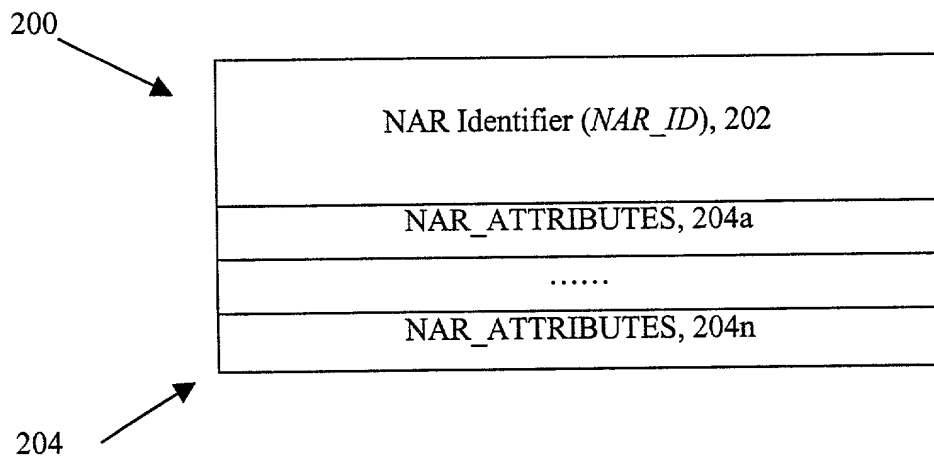 200
NAR Identifier (NAR_ID), 202
NAR_ATTRIBUTES, 204a
......
NAR_ATTRIBUTES, 204n
204